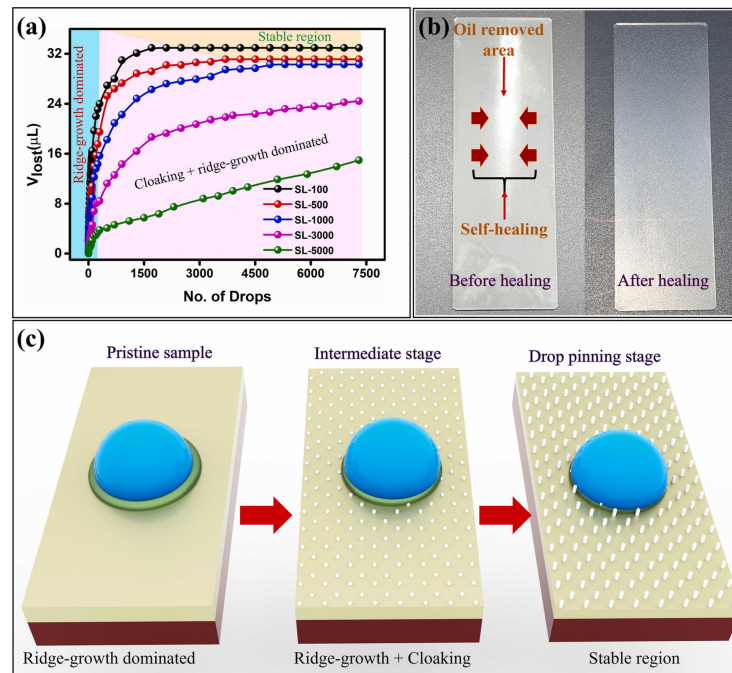 (a)
Stable region
32
24
16
8
0
V_lost(μL)
Ridge-growth dominated
Cloaking + ridge-growth dominated
SL-100
SL-500
SL-1000
SL-3000
SL-5000
0 1500 3000 4500 6000 7500
No. of Drops
(b)
Oil removed
area
Self-healing
Before healing
After healing
(c)
Pristine sample
Intermediate stage
Drop pinning stage
Ridge-growth dominated
Ridge-growth + Cloaking
Stable region